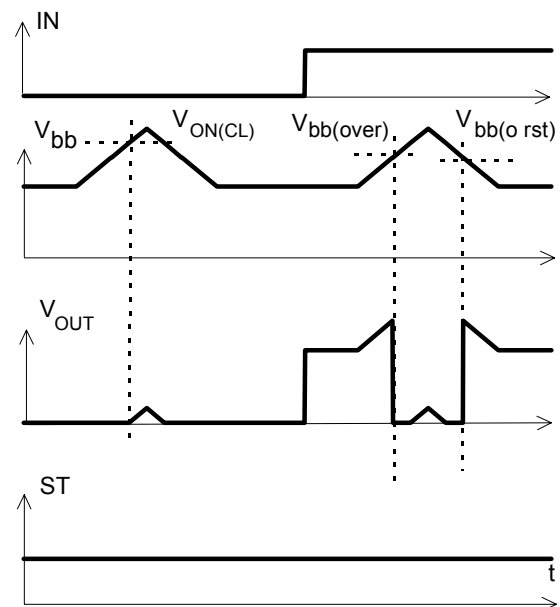 IN
Vbb
VON(CL)
Vbb(over)
Vbb(o rst)
VOUT
ST
t